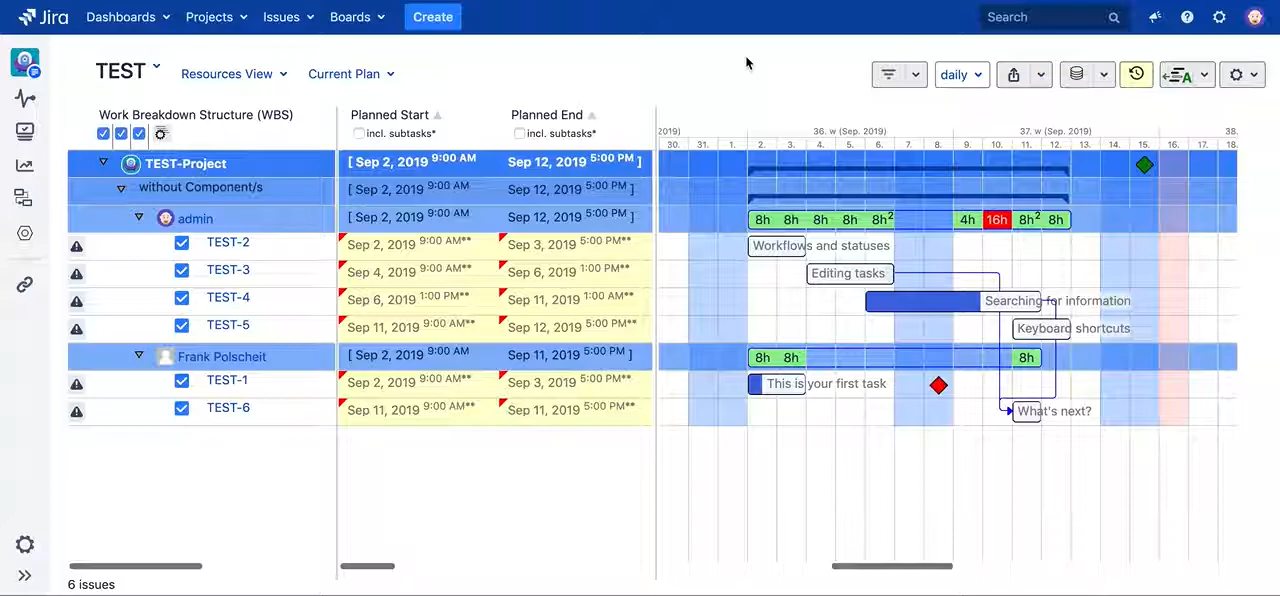 Jira Dashboards Projects Issues Boards Create Search
TEST Resources View Current Plan daily A
Work Breakdown Structure (WBS) Planned Start Planned End
incl. subtasks* incl. subtasks* 2019) 36. w (Sep. 2019) 37. w (Sep. 2019) 38.
30. 31. 1. 2. 3. 4. 5. 6. 7. 8. 9. 10. 11. 12. 13. 14. 15. 16. 17. 18.
TEST-Project [ Sep 2, 2019 9:00 AM Sep 12, 2019 5:00 PM ]
without Component/s [ Sep 2, 2019 9:00 AM Sep 12, 2019 5:00 PM ]
admin [ Sep 2, 2019 9:00 AM Sep 12, 2019 5:00 PM ] 8h 8h 8h 8h 8h2 4h 16h 8h2 8h
TEST-2 Sep 2, 2019 9:00 AM** Sep 3, 2019 5:00 PM** Workflows and statuses
TEST-3 Sep 4, 2019 9:00 AM** Sep 6, 2019 1:00 PM** Editing tasks
TEST-4 Sep 6, 2019 1:00 PM** Sep 11, 2019 1:00 AM** Searching for information
TEST-5 Sep 11, 2019 9:00 AM** Sep 12, 2019 5:00 PM** Keyboard shortcuts
Frank Polscheit [ Sep 2, 2019 9:00 AM Sep 11, 2019 5:00 PM ] 8h 8h 8h
TEST-1 Sep 2, 2019 9:00 AM** Sep 3, 2019 5:00 PM** This is your first task
TEST-6 Sep 11, 2019 9:00 AM** Sep 11, 2019 5:00 PM** What's next?
6 issues